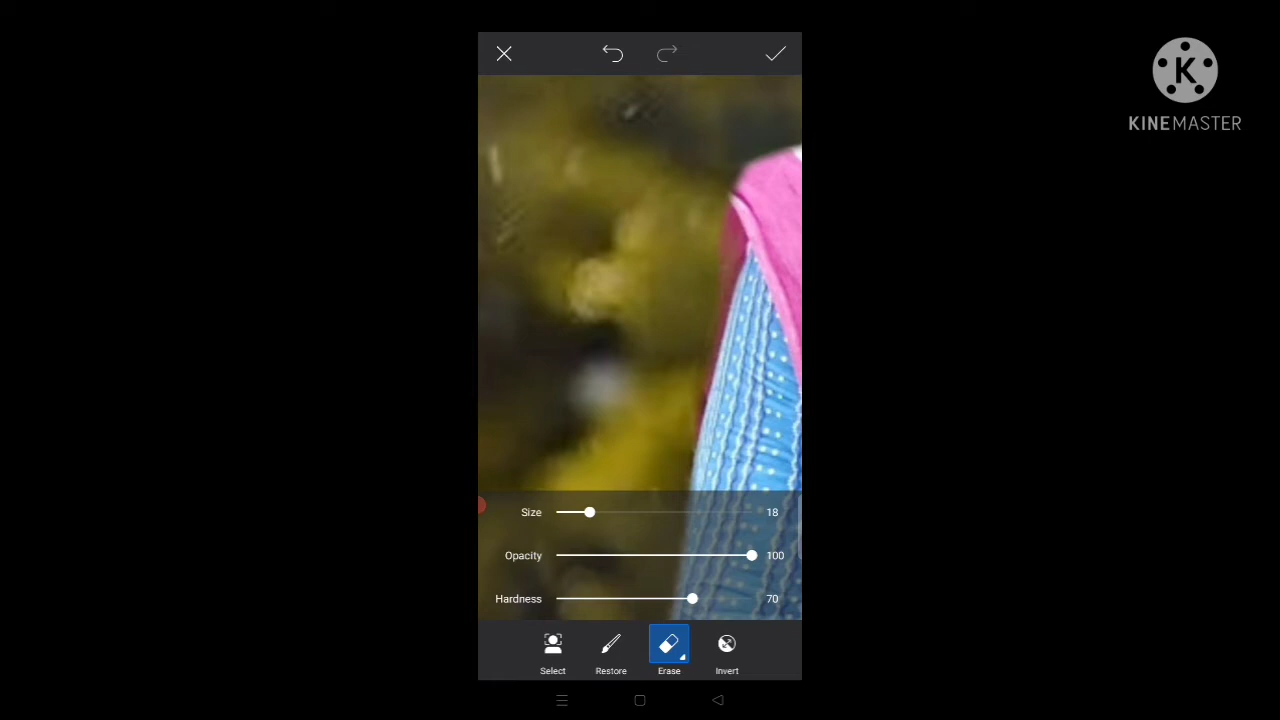 K
KINEMASTER
Size 18
Opacity 100
Hardness 70
Select Restore Erase Invert